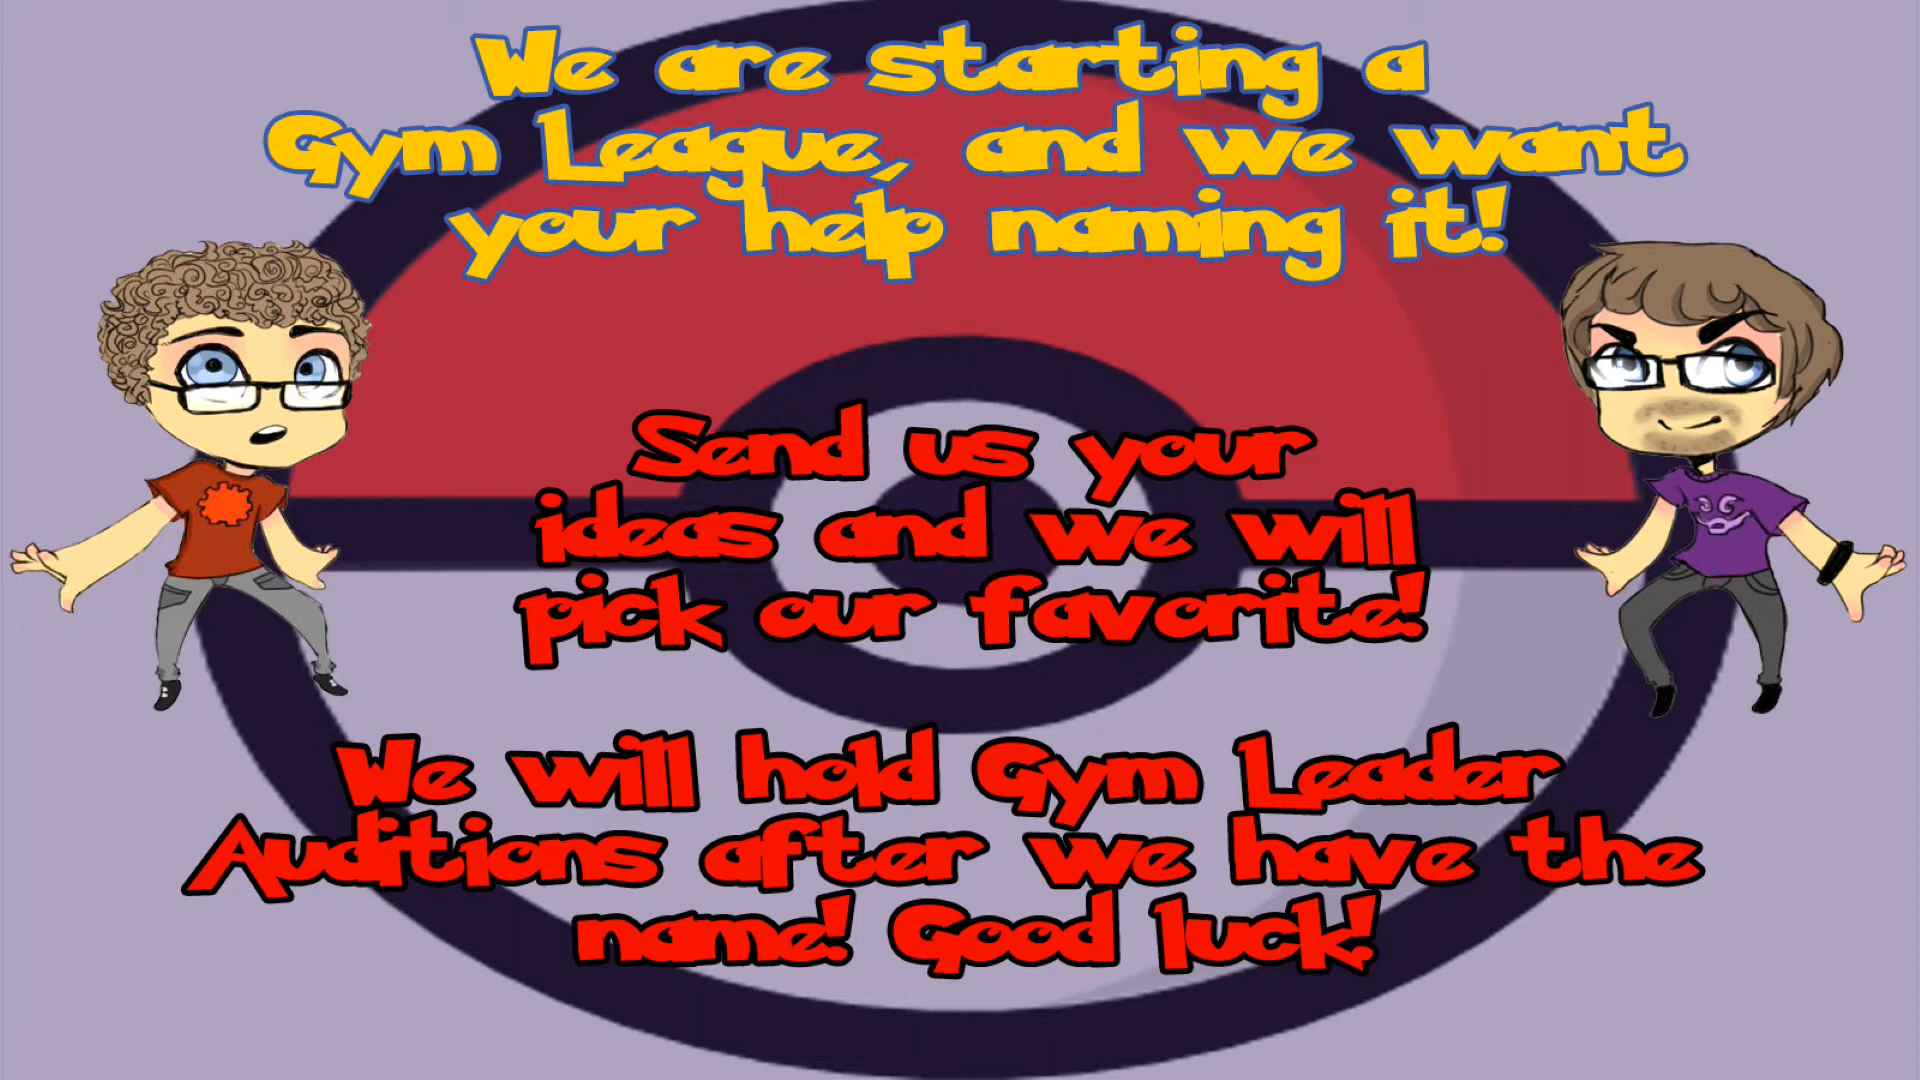 We are starting a
Gym League, and we want
your help naming it!
Send us your
ideas and we will
pick our favorite!
We will hold Gym Leader
Auditions after we have the
name! Good luck!